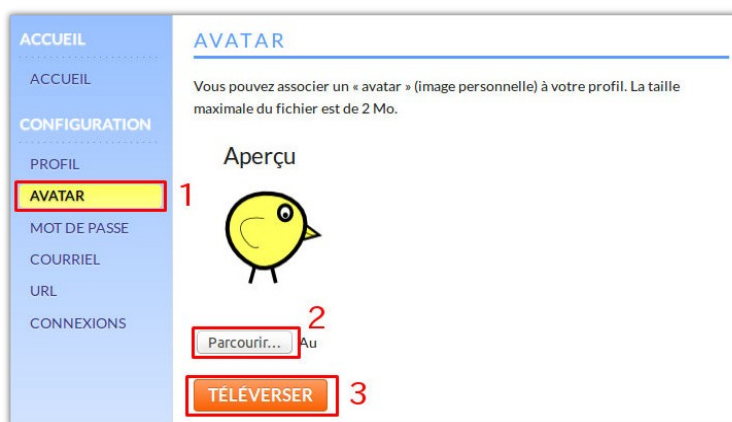 ACCUEIL
ACCUEIL
CONFIGURATION
PROFIL
AVATAR
1
MOT DE PASSE
COURRIEL
URL
CONNEXIONS
AVATAR
Vous pouvez associer un « avatar » (image personnelle) à votre profil. La taille
maximale du fichier est de 2 Mo.
Aperçu
2
Parcourir... Au
TÉLÉVERSER 3